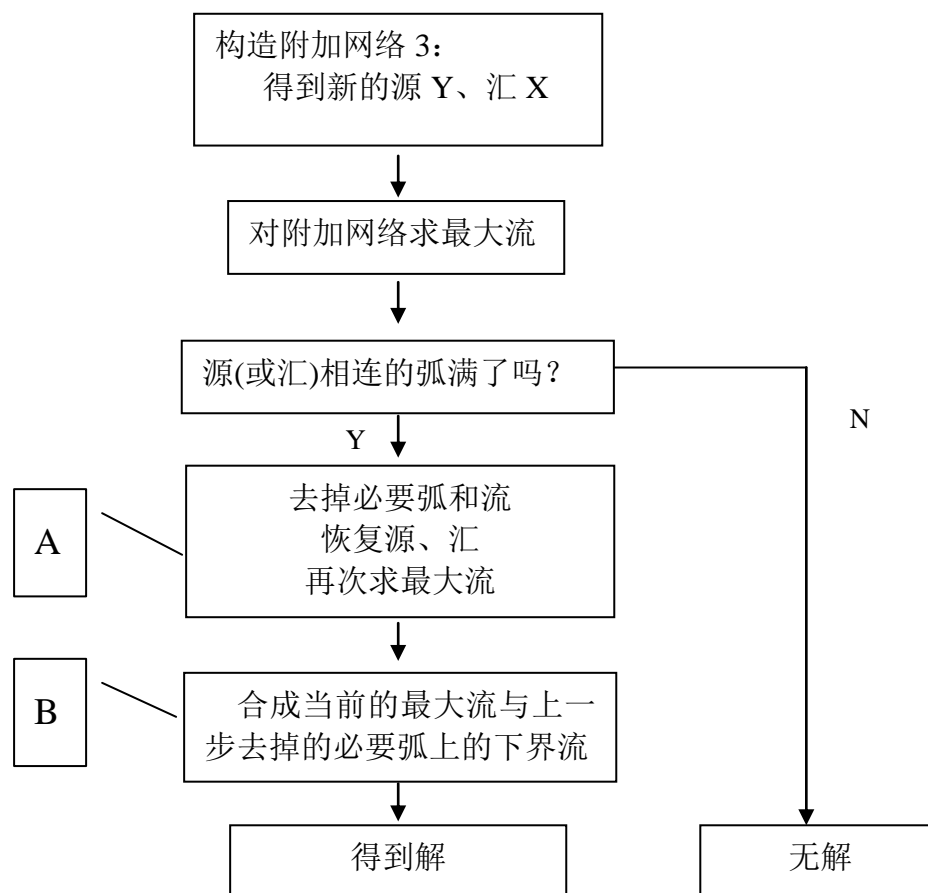 构造附加网络 3：
得到新的源 Y、汇 X
对附加网络求最大流
源(或汇)相连的弧满了吗？
N
Y
去掉必要弧和流
恢复源、汇
再次求最大流
A
合成当前的最大流与上一
步去掉的必要弧上的下界流
B
得到解
无解